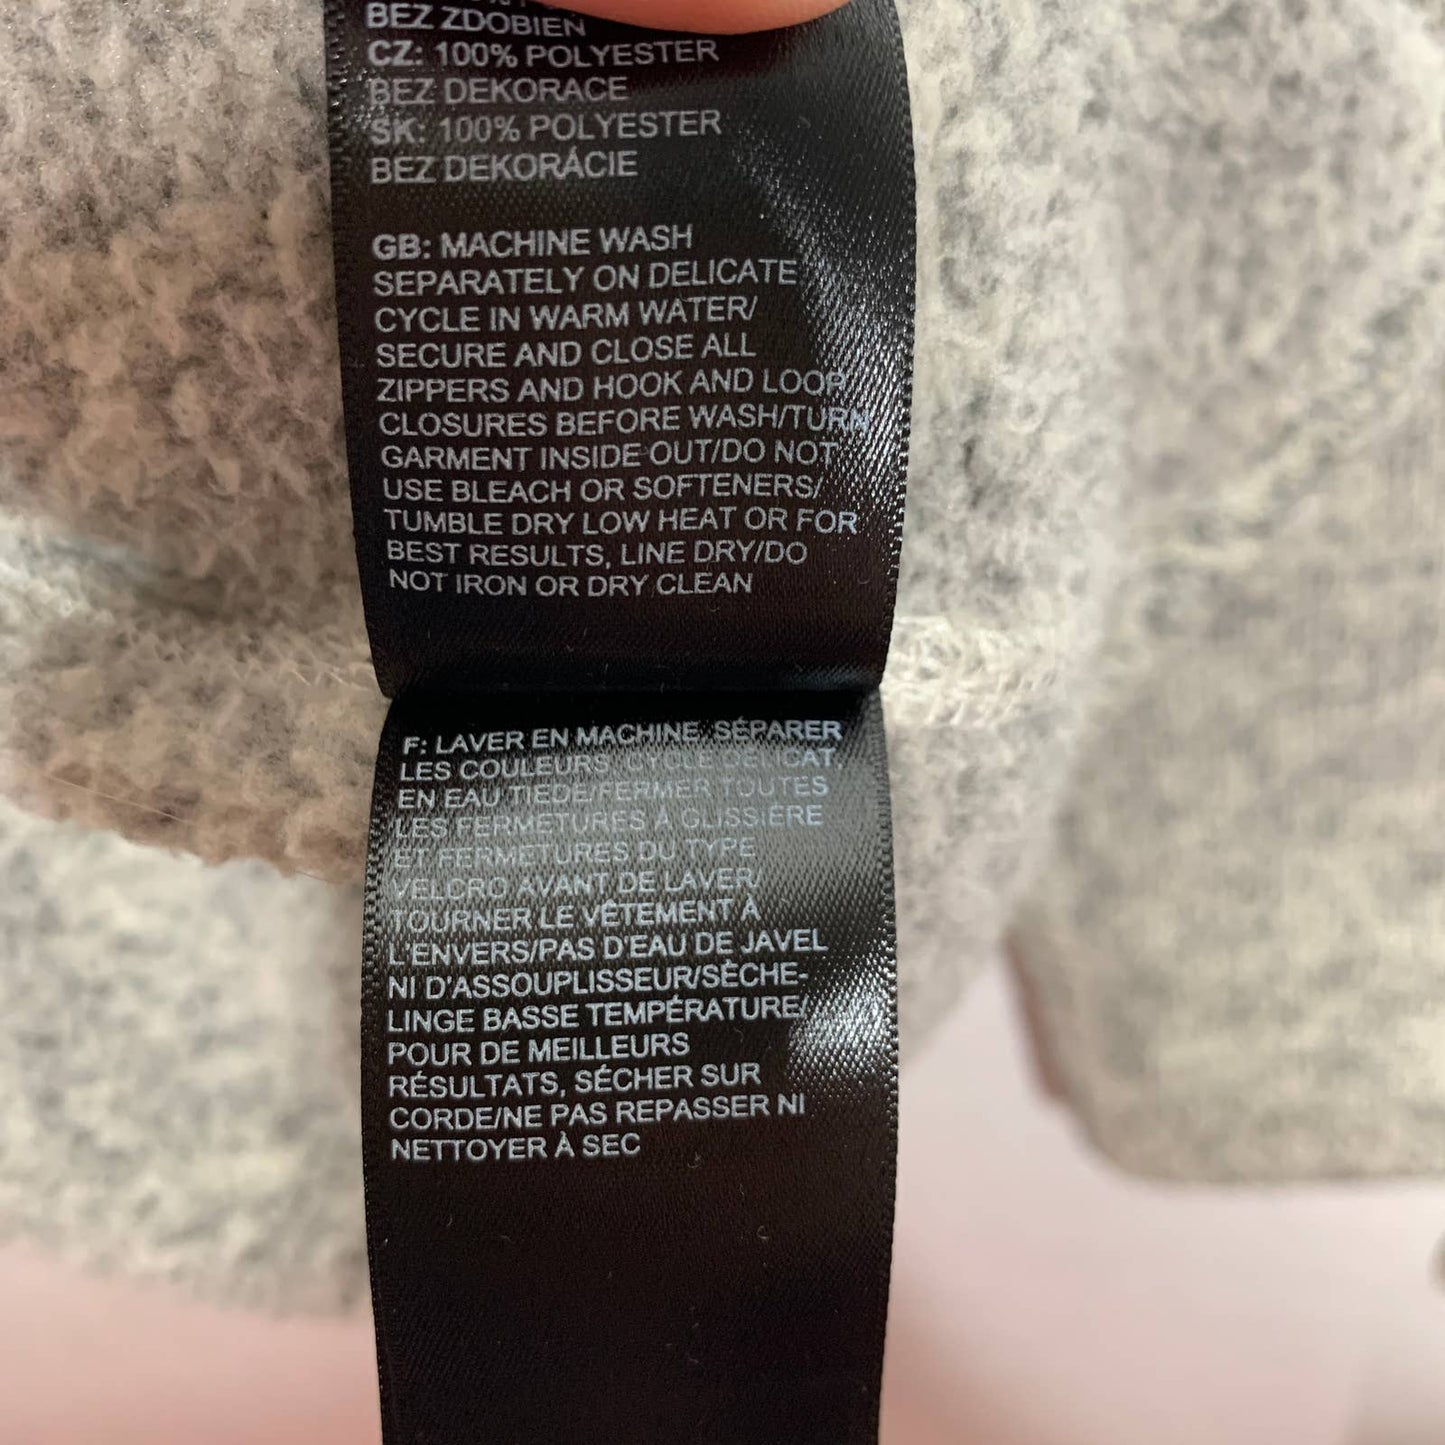 BEZ ZDOBIEŃ
CZ: 100% POLYESTER
BEZ DEKORACE
SK: 100% POLYESTER
BEZ DEKORÁCIE
GB: MACHINE WASH
SEPARATELY ON DELICATE
CYCLE IN WARM WATER/
SECURE AND CLOSE ALL
ZIPPERS AND HOOK AND LOOP
CLOSURES BEFORE WASH/TURN
GARMENT INSIDE OUT/DO NOT
USE BLEACH OR SOFTENERS/
TUMBLE DRY LOW HEAT OR FOR
BEST RESULTS, LINE DRY/DO
NOT IRON OR DRY CLEAN
F: LAVER EN MACHINE, SÉPARER
LES COULEURS, CYCLE DÉLICAT,
EN EAU TIEDE/FERMER TOUTES
LES FERMETURES À GLISSIÈRE
ET FERMETURES DU TYPE
VELCRO AVANT DE LAVER/
TOURNER LE VÊTEMENT À
L'ENVERS/PAS D'EAU DE JAVEL
NI D'ASSOUPLISSEUR/SÈCHE-
LINGE BASSE TEMPÉRATURE/
POUR DE MEILLEURS
RÉSULTATS, SÉCHER SUR
CORDE/NE PAS REPASSER NI
NETTOYER À SEC